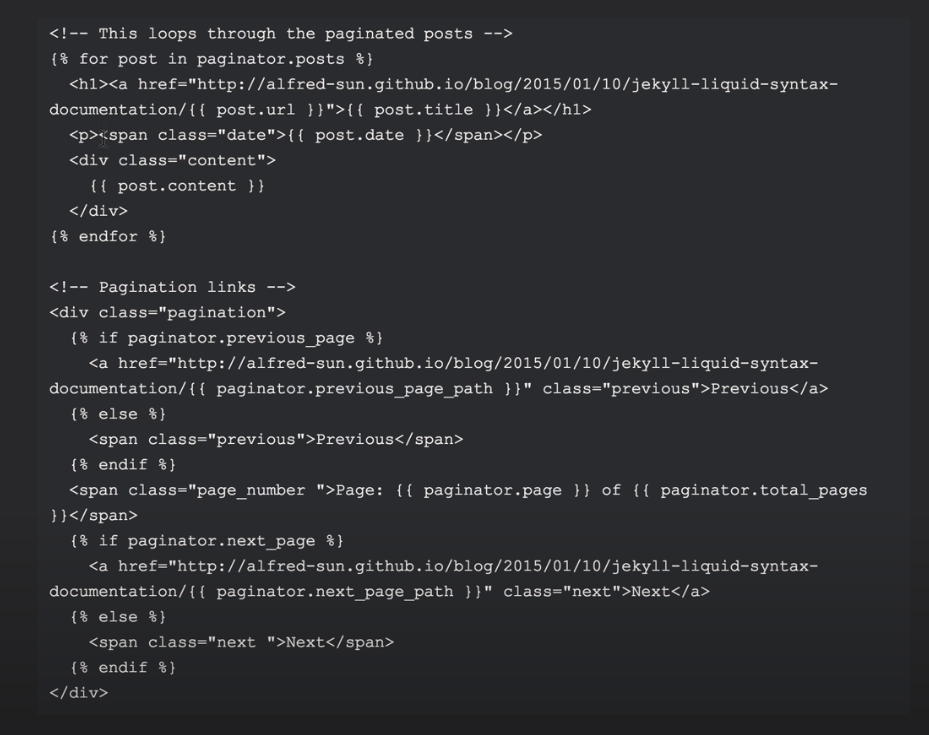 <!-- This loops through the paginated posts -->
{% for post in paginator.posts %}
  <h1><a href="http://alfred-sun.github.io/blog/2015/01/10/jekyll-liquid-syntax-
documentation/{{ post.url }}">{{ post.title }}</a></h1>
  <p><span class="date">{{ post.date }}</span></p>
  <div class="content">
    {{ post.content }}
  </div>
{% endfor %}

<!-- Pagination links -->
<div class="pagination">
  {% if paginator.previous_page %}
    <a href="http://alfred-sun.github.io/blog/2015/01/10/jekyll-liquid-syntax-
documentation/{{ paginator.previous_page_path }}" class="previous">Previous</a>
  {% else %}
    <span class="previous">Previous</span>
  {% endif %}
  <span class="page_number ">Page: {{ paginator.page }} of {{ paginator.total_pages
}}</span>
  {% if paginator.next_page %}
    <a href="http://alfred-sun.github.io/blog/2015/01/10/jekyll-liquid-syntax-
documentation/{{ paginator.next_page_path }}" class="next">Next</a>
  {% else %}
    <span class="next ">Next</span>
  {% endif %}
</div>